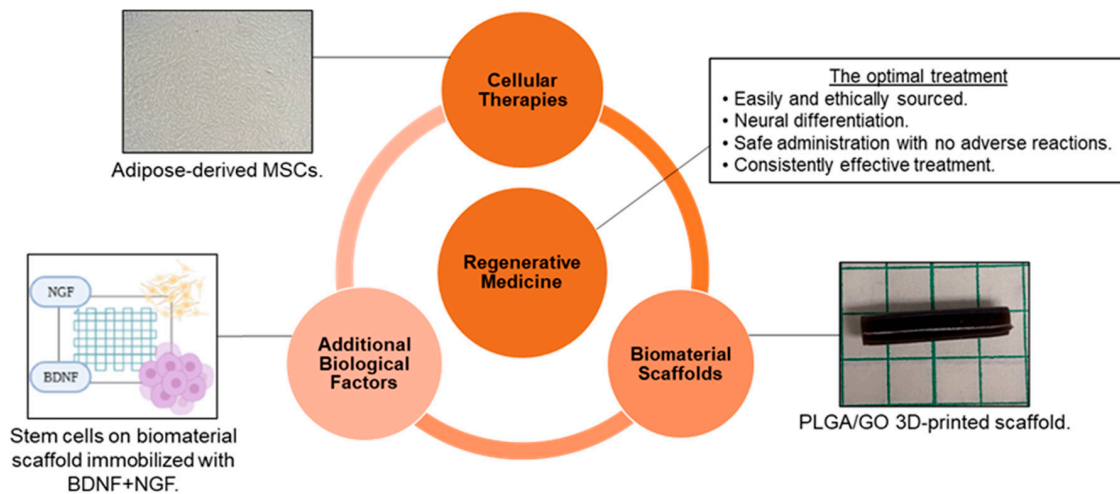 Cellular
Therapies
Adipose-derived MSCs.
The optimal treatment
• Easily and ethically sourced.
• Neural differentiation.
• Safe administration with no adverse reactions.
• Consistently effective treatment.
Regenerative
Medicine
NGF
BDNF
Stem cells on biomaterial
scaffold immobilized with
BDNF+NGF.
Additional
Biological
Factors
Biomaterial
Scaffolds
PLGA/GO 3D-printed scaffold.